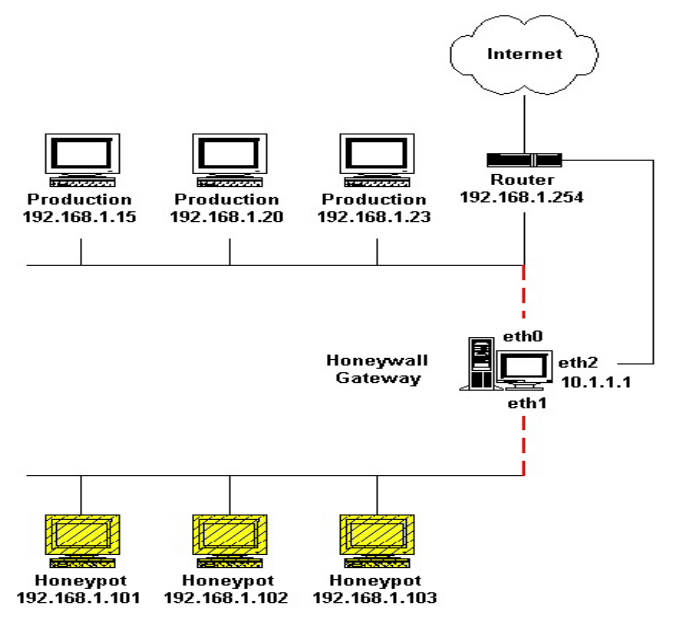 Internet
Router
192.168.1.254
Production
192.168.1.15
Production
192.168.1.20
Production
192.168.1.23
eth0
Honeywall
Gateway
eth2
10.1.1.1
eth1
Honeypot
192.168.1.101
Honeypot
192.168.1.102
Honeypot
192.168.1.103